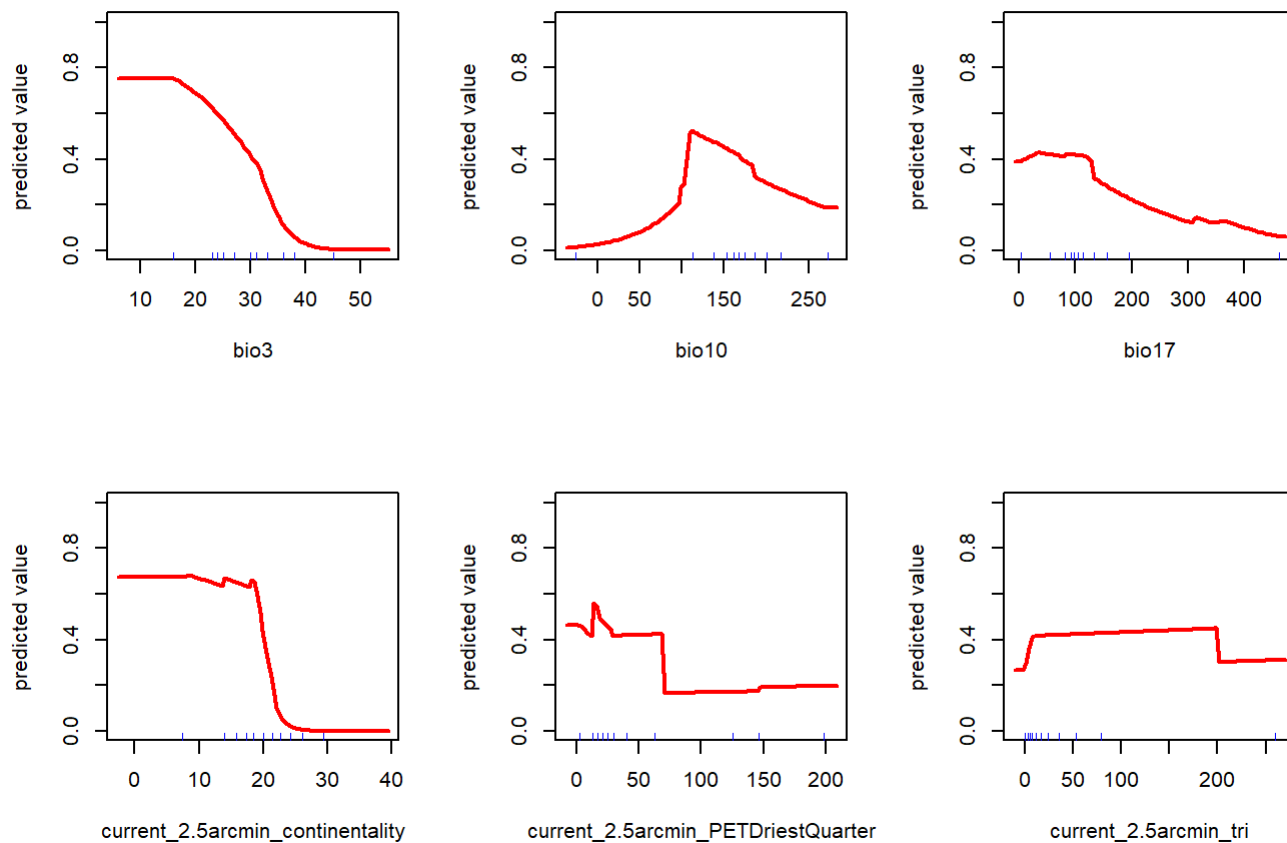 predicted value
0.0 0.4 0.8
10 20 30 40 50
bio3
predicted value
0.0 0.4 0.8
0 50 150 250
bio10
predicted value
0.0 0.4 0.8
0 100 200 300 400
bio17
predicted value
0.0 0.4 0.8
0 10 20 30 40
current_2.5arcmin_continentality
predicted value
0.0 0.4 0.8
0 50 100 150 200
current_2.5arcmin_PETDriestQuarter
predicted value
0.0 0.4 0.8
0 50 100 200
current_2.5arcmin_tri